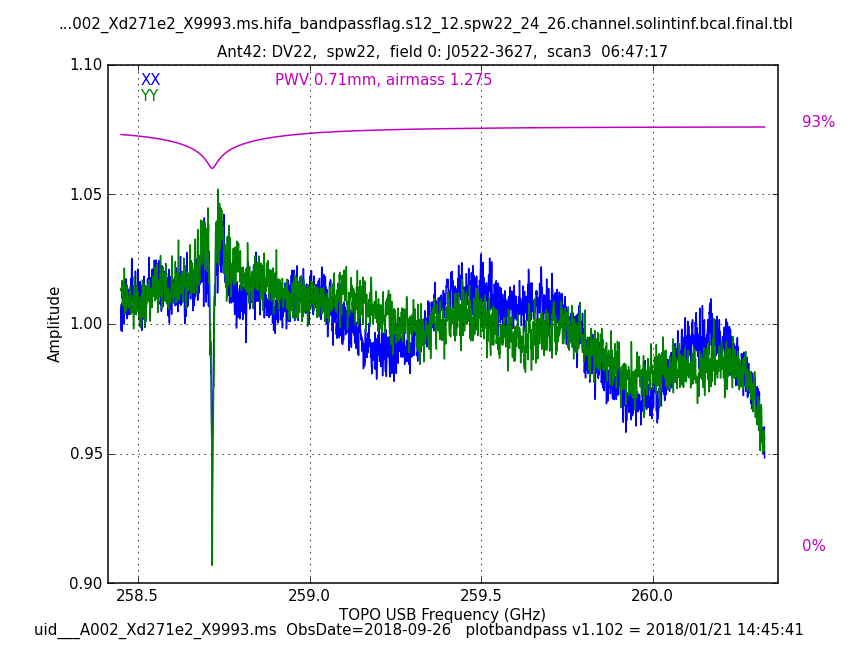 ...002_Xd271e2_X9993.ms.hifa_bandpassflag.s12_12.spw22_24_26.channel.solintinf.bcal.final.tbl
Ant42: DV22,  spw22,  field 0: J0522-3627,  scan3  06:47:17
XX
PWV 0.71mm, airmass 1.275
YY
93%
0%
1.10
1.05
1.00
0.95
0.90
Amplitude
258.5
259.0
259.5
260.0
TOPO USB Frequency (GHz)
uid___A002_Xd271e2_X9993.ms  ObsDate=2018-09-26   plotbandpass v1.102 = 2018/01/21 14:45:41